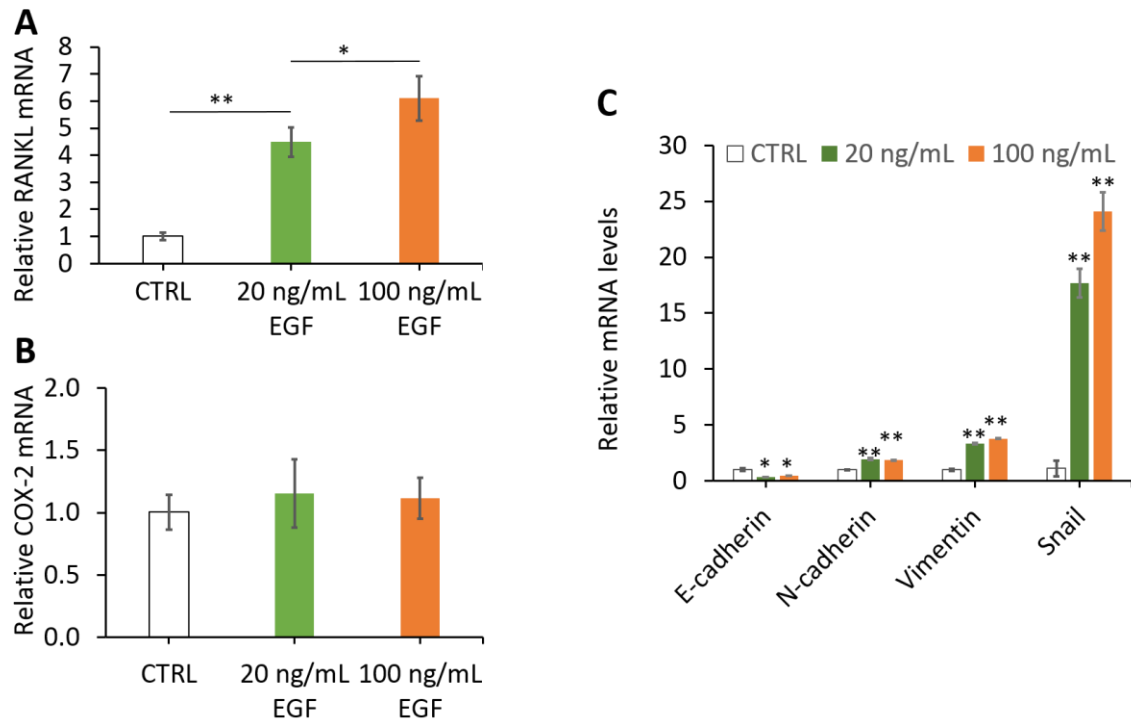 A
Relative RANKL mRNA
8
7
6
5
4
3
2
1
0
**
*
CTRL
20 ng/mL
EGF
100 ng/mL
EGF
B
Relative COX-2 mRNA
2.0
1.5
1.0
0.5
0.0
CTRL
20 ng/mL
EGF
100 ng/mL
EGF
C
Relative mRNA levels
30
25
20
15
10
5
0
CTRL 20 ng/mL 100 ng/mL
* *
** **
** **
** **
E-cadherin
N-cadherin
Vimentin
Snail